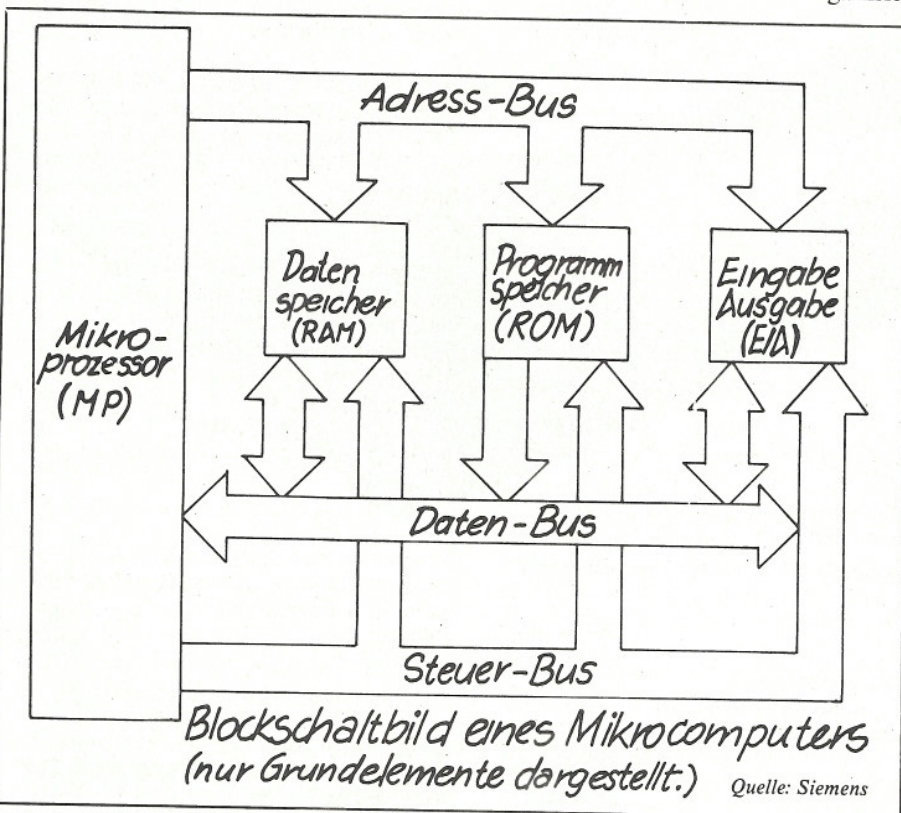 Adress-Bus
Mikro-
prozessor
(MP)
Daten
speicher
(RAM)
Programm
speicher
(ROM)
Eingabe
Ausgabe
(E/A)
Daten-Bus
Steuer-Bus
Blockschaltbild eines Mikrocomputers
(nur Grundelemente dargestellt.)
Quelle: Siemens